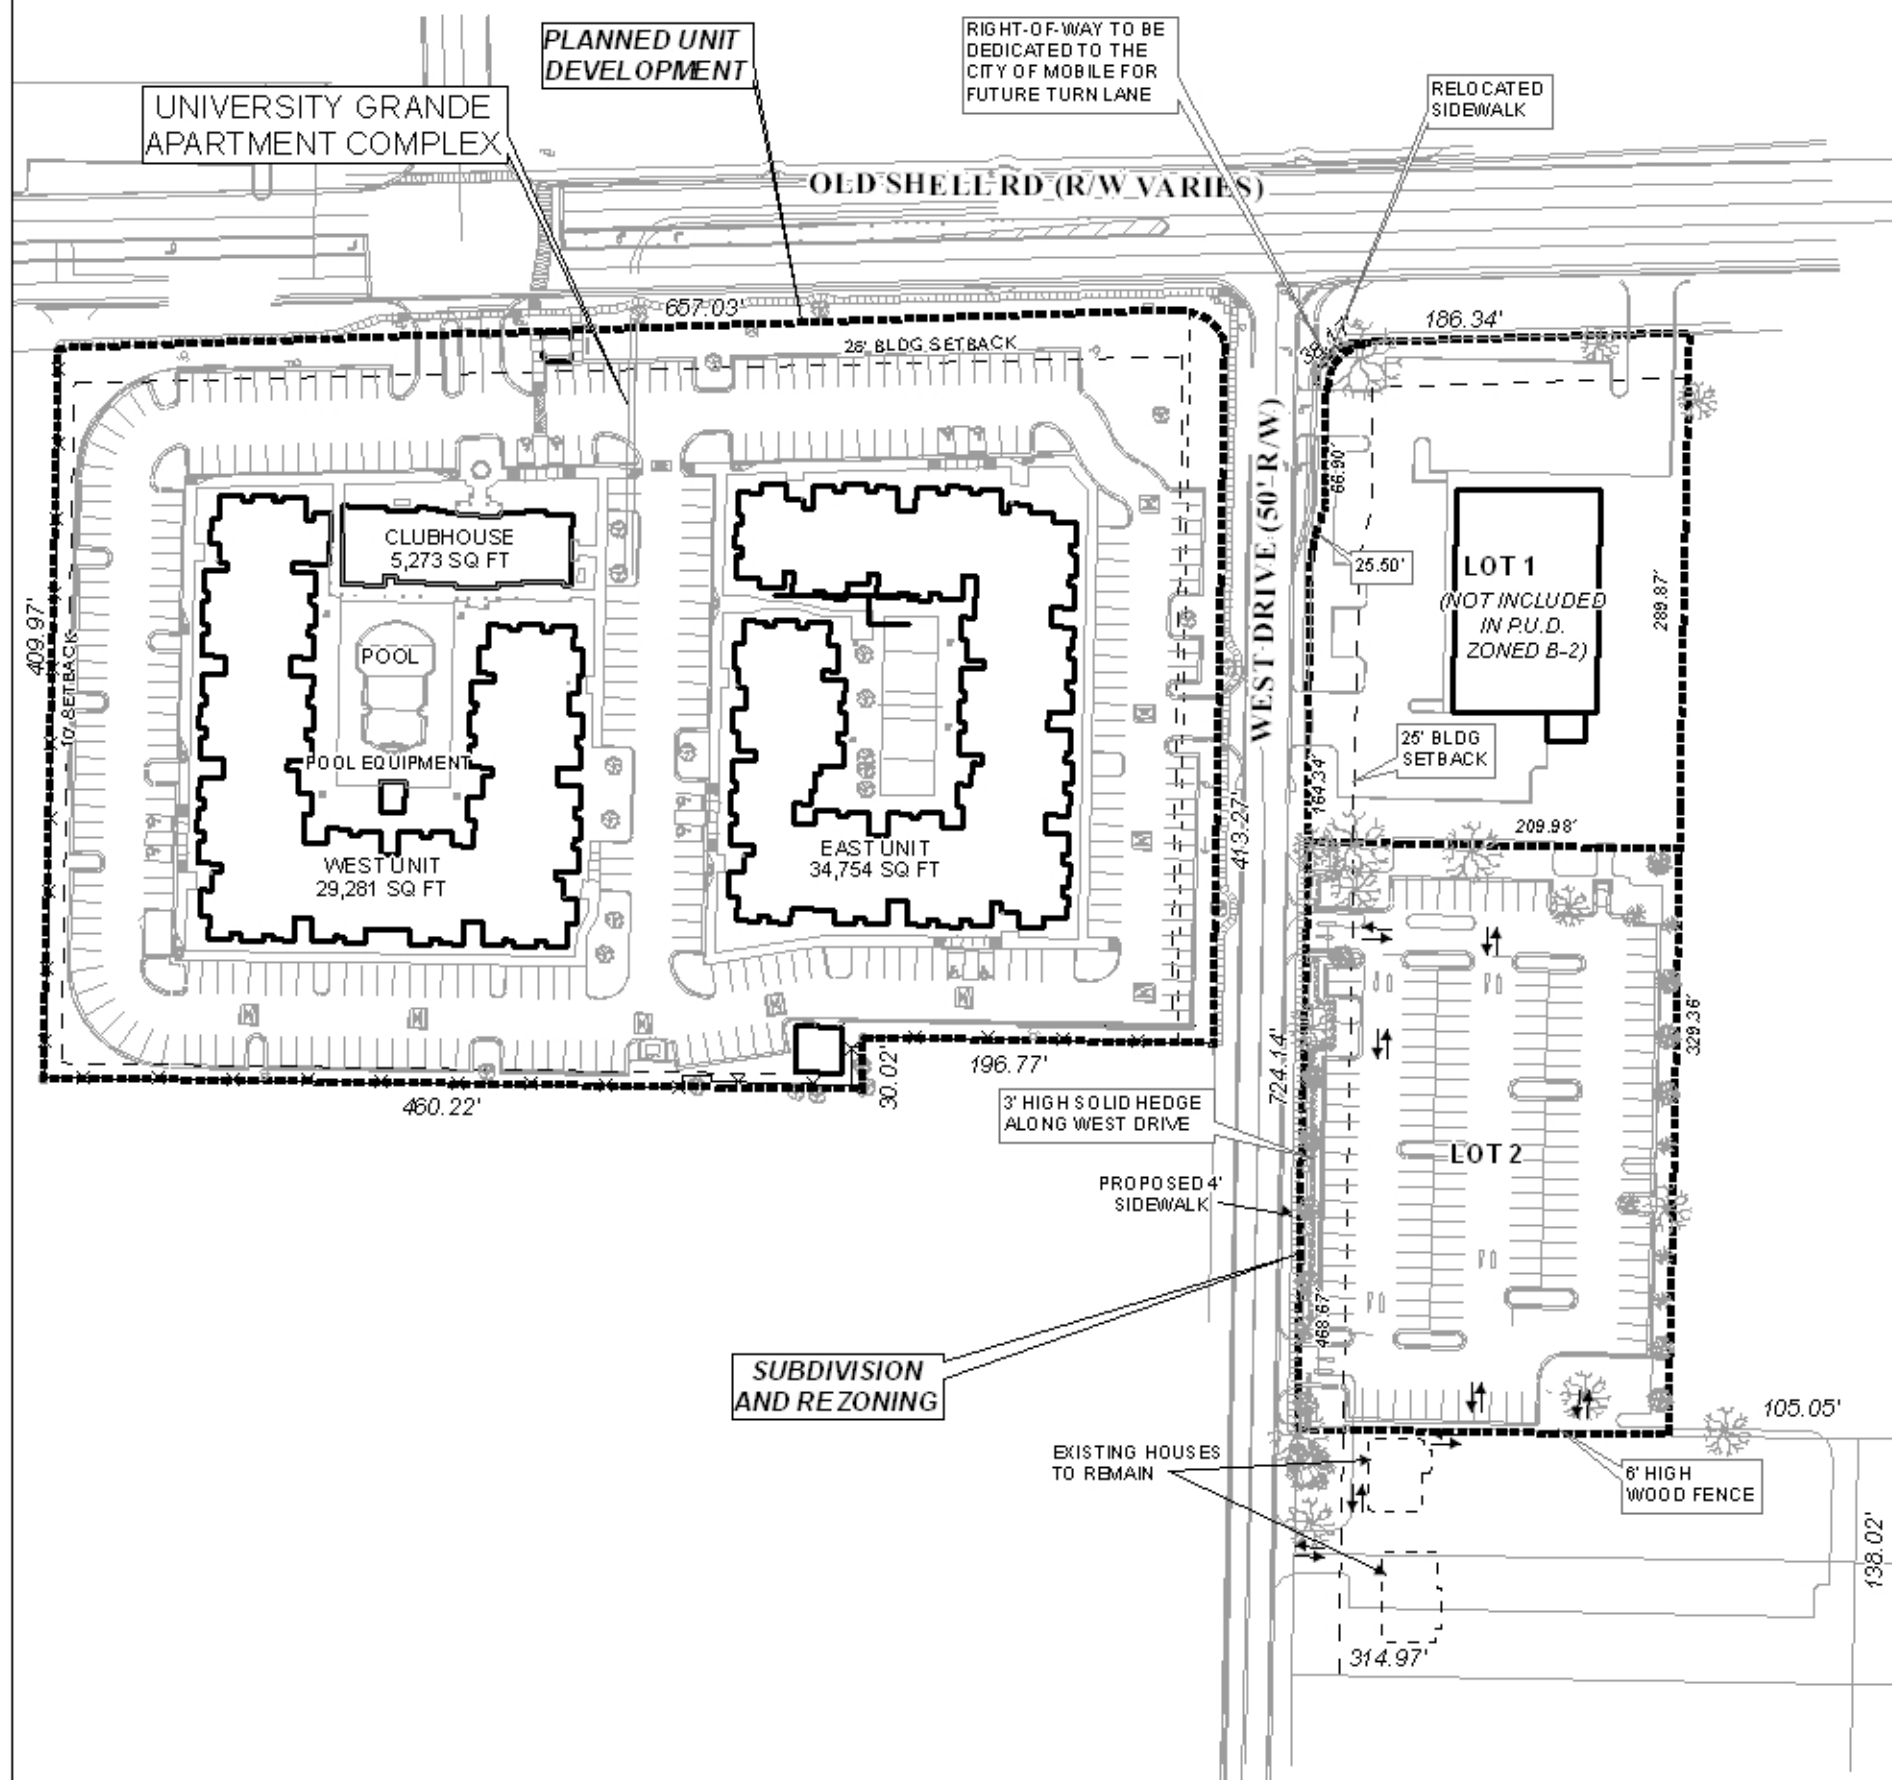 PLANNED UNIT
DEVELOPMENT
RIGHT-OF-WAY TO BE
DEDICATED TO THE
CITY OF MOBILE FOR
FUTURE TURN LANE
RELOCATED
SIDEWALK
UNIVERSITY GRANDE
APARTMENT COMPLEX
OLD SHELL RD (R/W VARIES)
657.03'
186.34'
28' BLDG SETBACK
409.97'
10' SETBACK
CLUBHOUSE
5,273 SQ FT
POOL
POOL EQUIPMENT
WEST UNIT
29,281 SQ FT
EAST UNIT
34,754 SQ FT
WEST DRIVE (50' R/W)
66.90'
25.50'
LOT 1
(NOT INCLUDED
IN P.U.D.
ZONED B-2)
289.87'
25' BLDG
SETBACK
164.34'
209.98'
413.27'
460.22'
30.02'
196.77'
724.14'
329.36'
3' HIGH SOLID HEDGE
ALONG WEST DRIVE
LOT 2
PROPOSED 4'
SIDEWALK
468.67'
SUBDIVISION
AND REZONING
105.05'
EXISTING HOUSES
TO REMAIN
6' HIGH
WOOD FENCE
138.02'
314.97'